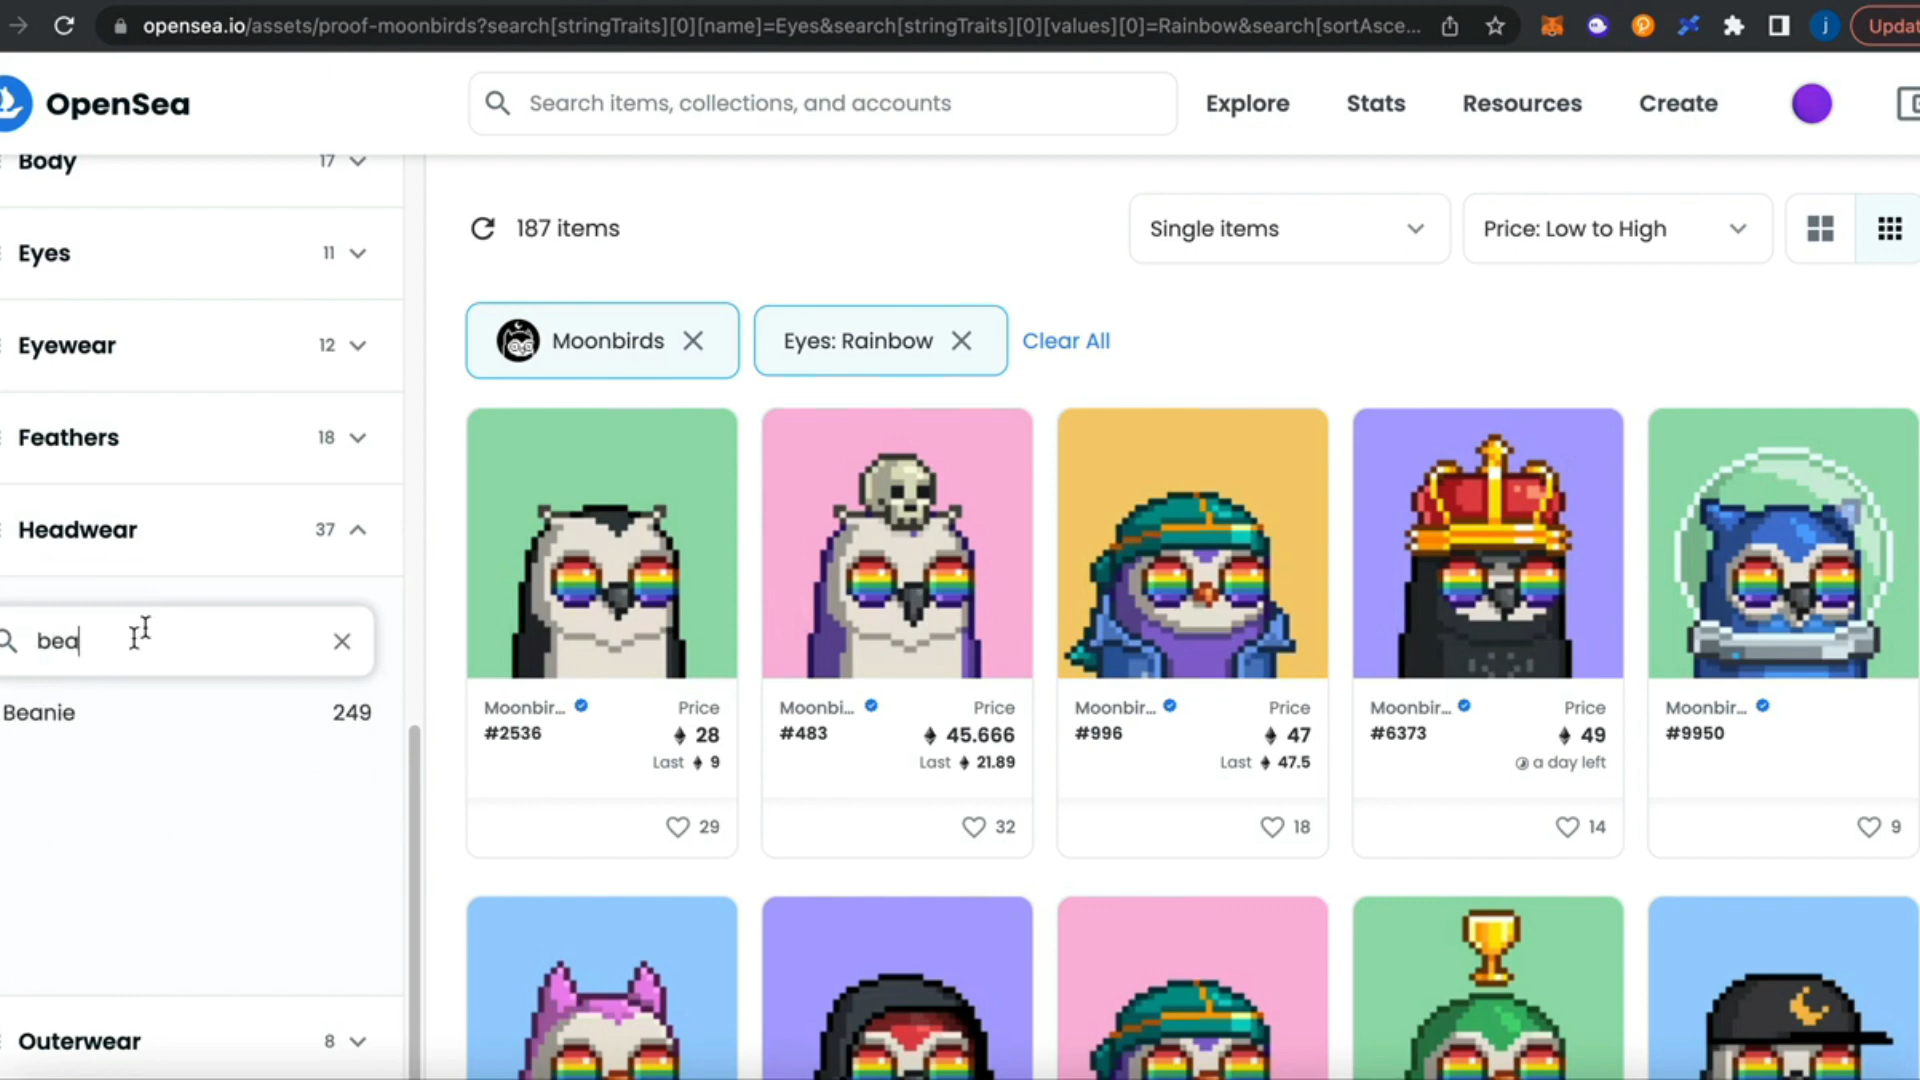 opensea.io/assets/proof-moonbirds?search[stringTraits][0][name]=Eyes&search[stringTraits][0][values][0]=Rainbow&search[sortAsce...
j
Updat
OpenSea
Search items, collections, and accounts
Explore
Stats
Resources
Create
Body 17
Eyes 11
Eyewear 12
Feathers 18
Headwear 37
bea
Beanie 249
Outerwear 8
187 items
Single items
Price: Low to High
Moonbirds
Eyes: Rainbow
Clear All
Moonbir... Price
#2536 28
Last 9
29
Moonbi... Price
#483 45.666
Last 21.89
32
Moonbir... Price
#996 47
Last 47.5
18
Moonbir... Price
#6373 49
a day left
14
Moonbir...
#9950
9